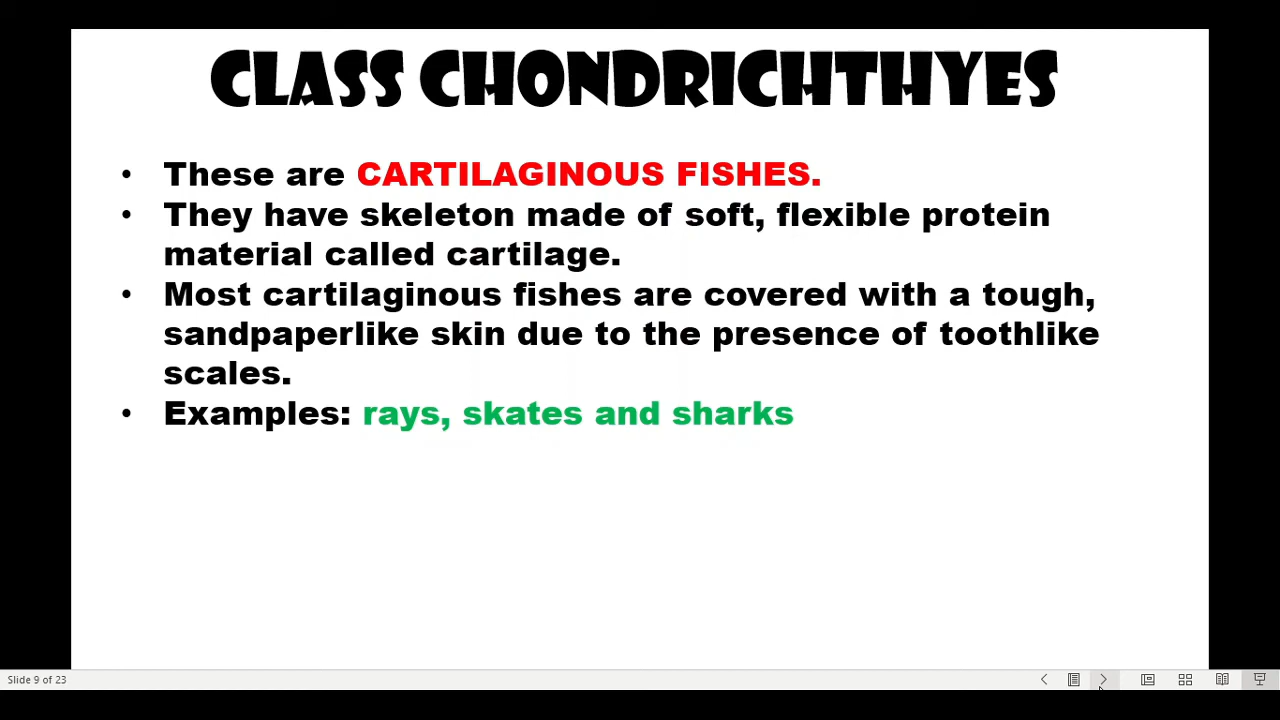 CLASS CHONDRICHTHYES
• These are CARTILAGINOUS FISHES.
• They have skeleton made of soft, flexible protein
material called cartilage.
• Most cartilaginous fishes are covered with a tough,
sandpaperlike skin due to the presence of toothlike
scales.
• Examples: rays, skates and sharks
Slide 9 of 23